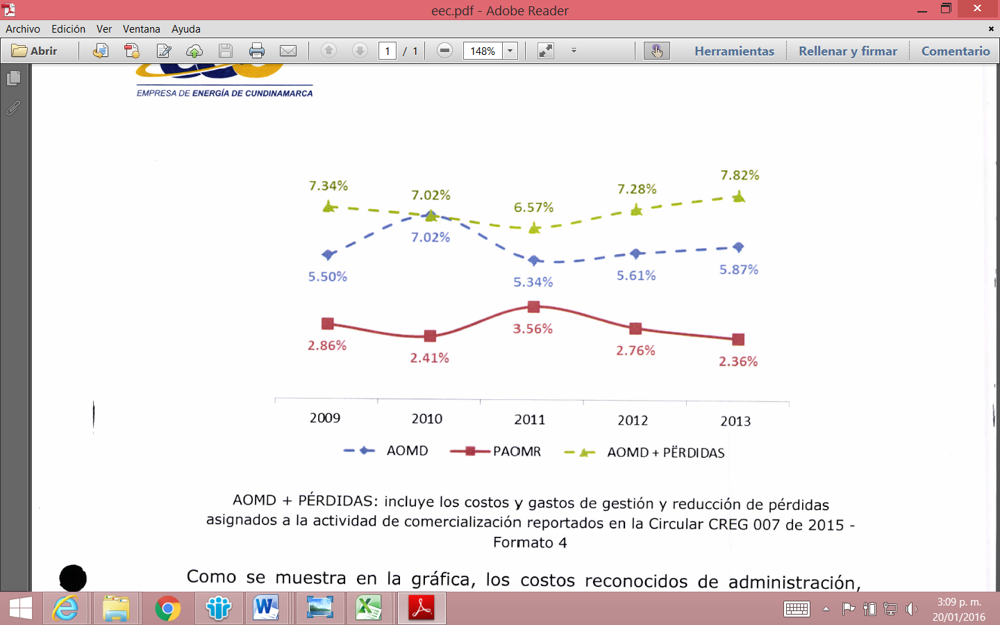 eec.pdf - Adobe Reader
Archivo Edición Ver Ventana Ayuda
Abrir 1 / 1 148% Herramientas Rellenar y firmar Comentario
EMPRESA DE ENERGÍA DE CUNDINAMARCA
7.34% 7.02% 6.57% 7.28% 7.82%
5.50% 7.02% 5.34% 5.61% 5.87%
2.86% 2.41% 3.56% 2.76% 2.36%
2009 2010 2011 2012 2013
AOMD PAOMR AOMD + PËRDIDAS
AOMD + PÉRDIDAS: incluye los costos y gastos de gestión y reducción de pérdidas
asignados a la actividad de comercialización reportados en la Circular CREG 007 de 2015 -
Formato 4
Como se muestra en la gráfica, los costos reconocidos de administración,
3:09 p. m.
20/01/2016